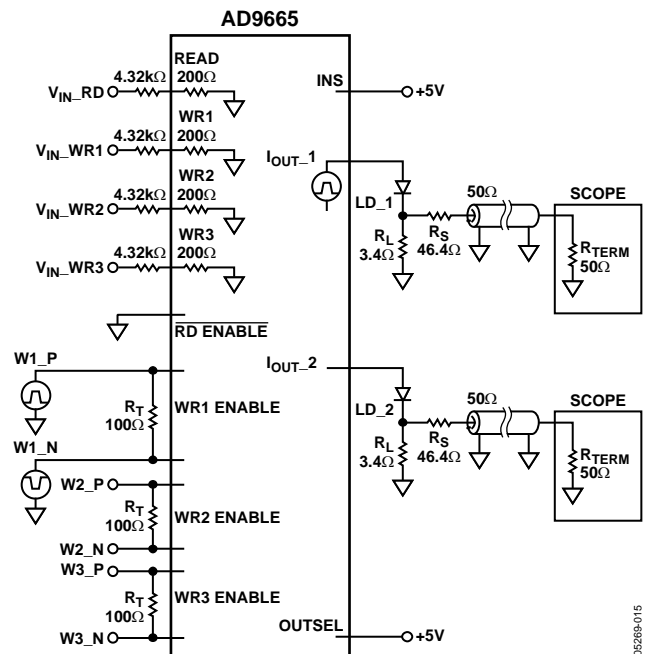 AD9665
READ
4.32kΩ 200Ω
V_IN_RD
WR1
4.32kΩ 200Ω
V_IN_WR1
WR2
4.32kΩ 200Ω
V_IN_WR2
WR3
4.32kΩ 200Ω
V_IN_WR3
RD ENABLE
W1_P
R_T
100Ω
WR1 ENABLE
W1_N
W2_P
R_T
100Ω
WR2 ENABLE
W2_N
W3_P
R_T
100Ω
WR3 ENABLE
W3_N
INS
+5V
I_OUT_1
LD_1
R_L
3.4Ω
R_S
46.4Ω
50Ω
SCOPE
R_TERM
50Ω
I_OUT_2
LD_2
R_L
3.4Ω
R_S
46.4Ω
50Ω
SCOPE
R_TERM
50Ω
OUTSEL
+5V
05269-015